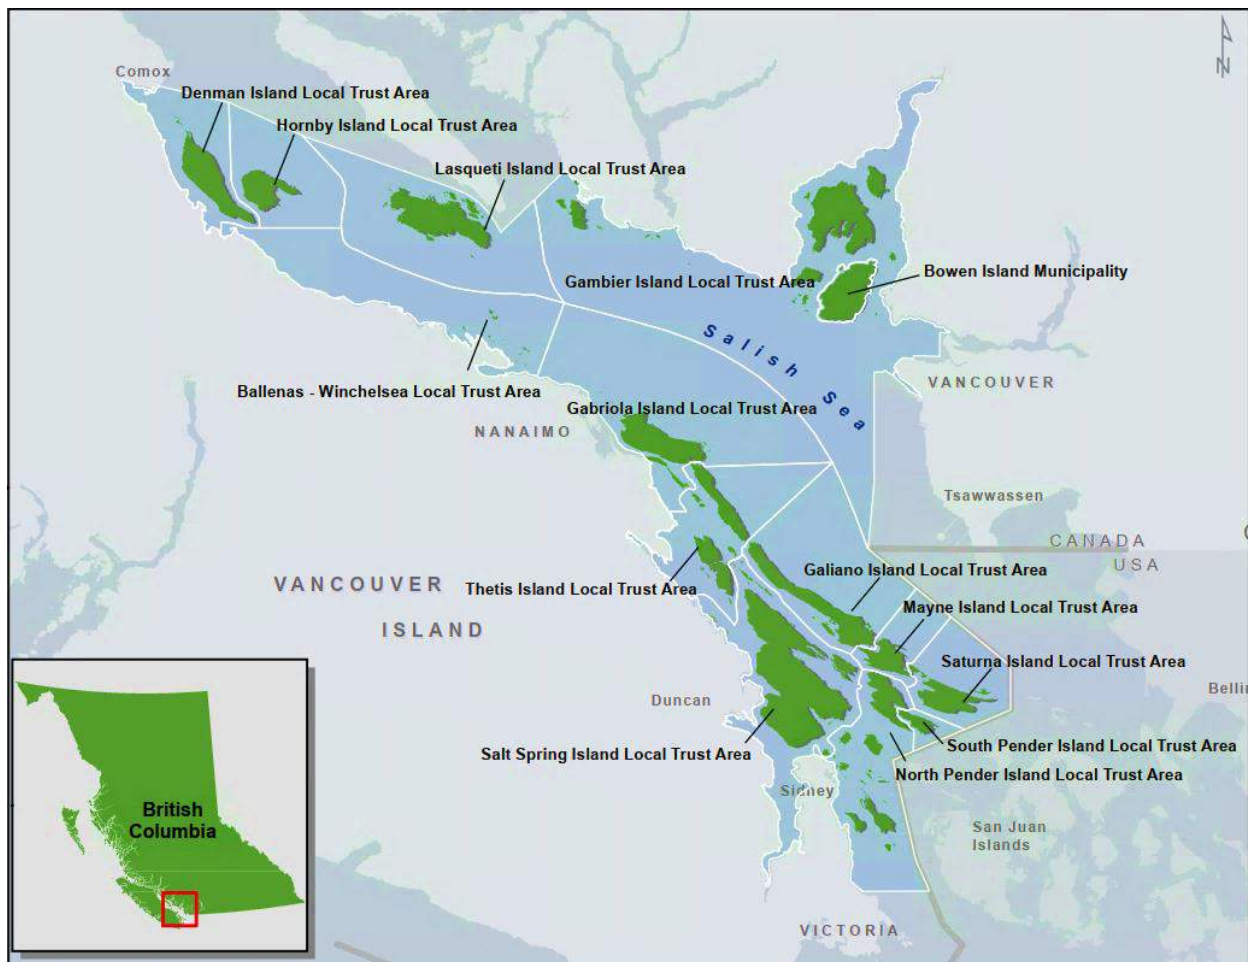 N
Comox
Denman Island Local Trust Area
Hornby Island Local Trust Area
Lasqueti Island Local Trust Area
Gambier Island Local Trust Area
Bowen Island Municipality
Salish Sea
VANCOUVER
Ballenas - Winchelsea Local Trust Area
Gabriola Island Local Trust Area
NANAIMO
Tsawwassen
CANADA
USA
VANCOUVER
ISLAND
Thetis Island Local Trust Area
Galiano Island Local Trust Area
Mayne Island Local Trust Area
Saturna Island Local Trust Area
Duncan
Bellin
Salt Spring Island Local Trust Area
South Pender Island Local Trust Area
North Pender Island Local Trust Area
Sidney
San Juan
Islands
British
Columbia
VICTORIA